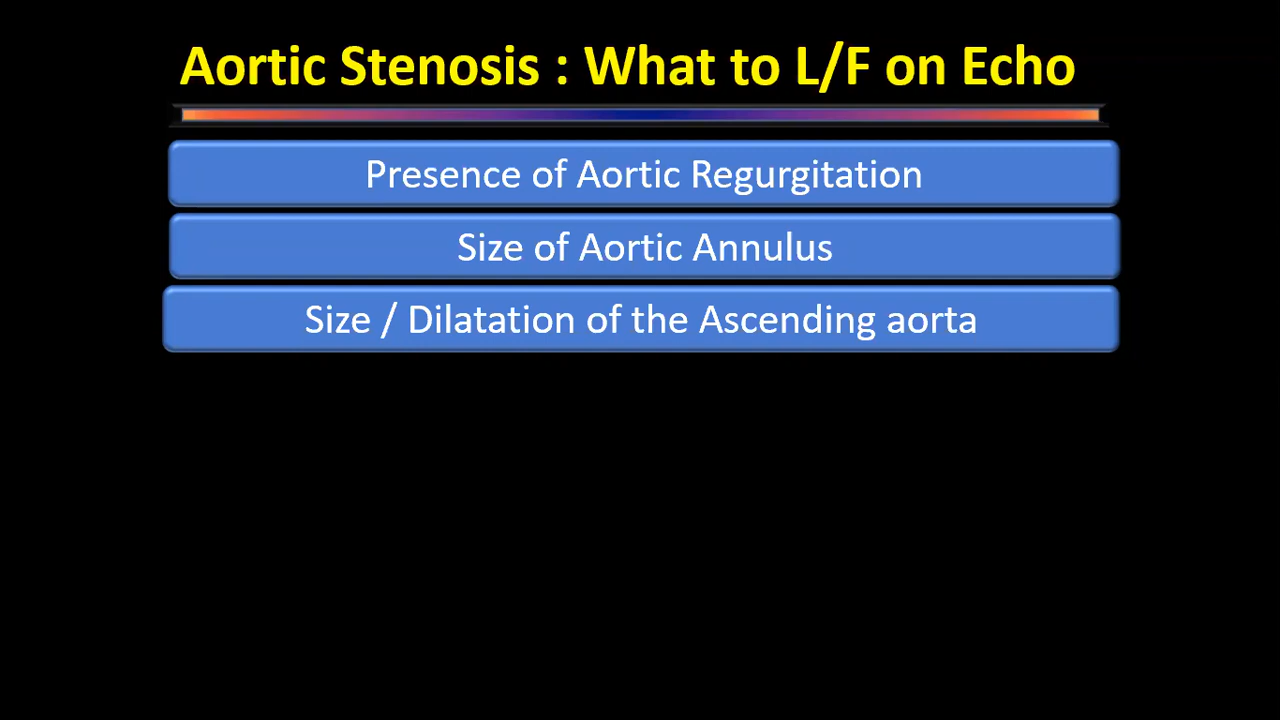 Aortic Stenosis : What to L/F on Echo
Presence of Aortic Regurgitation
Size of Aortic Annulus
Size / Dilatation of the Ascending aorta